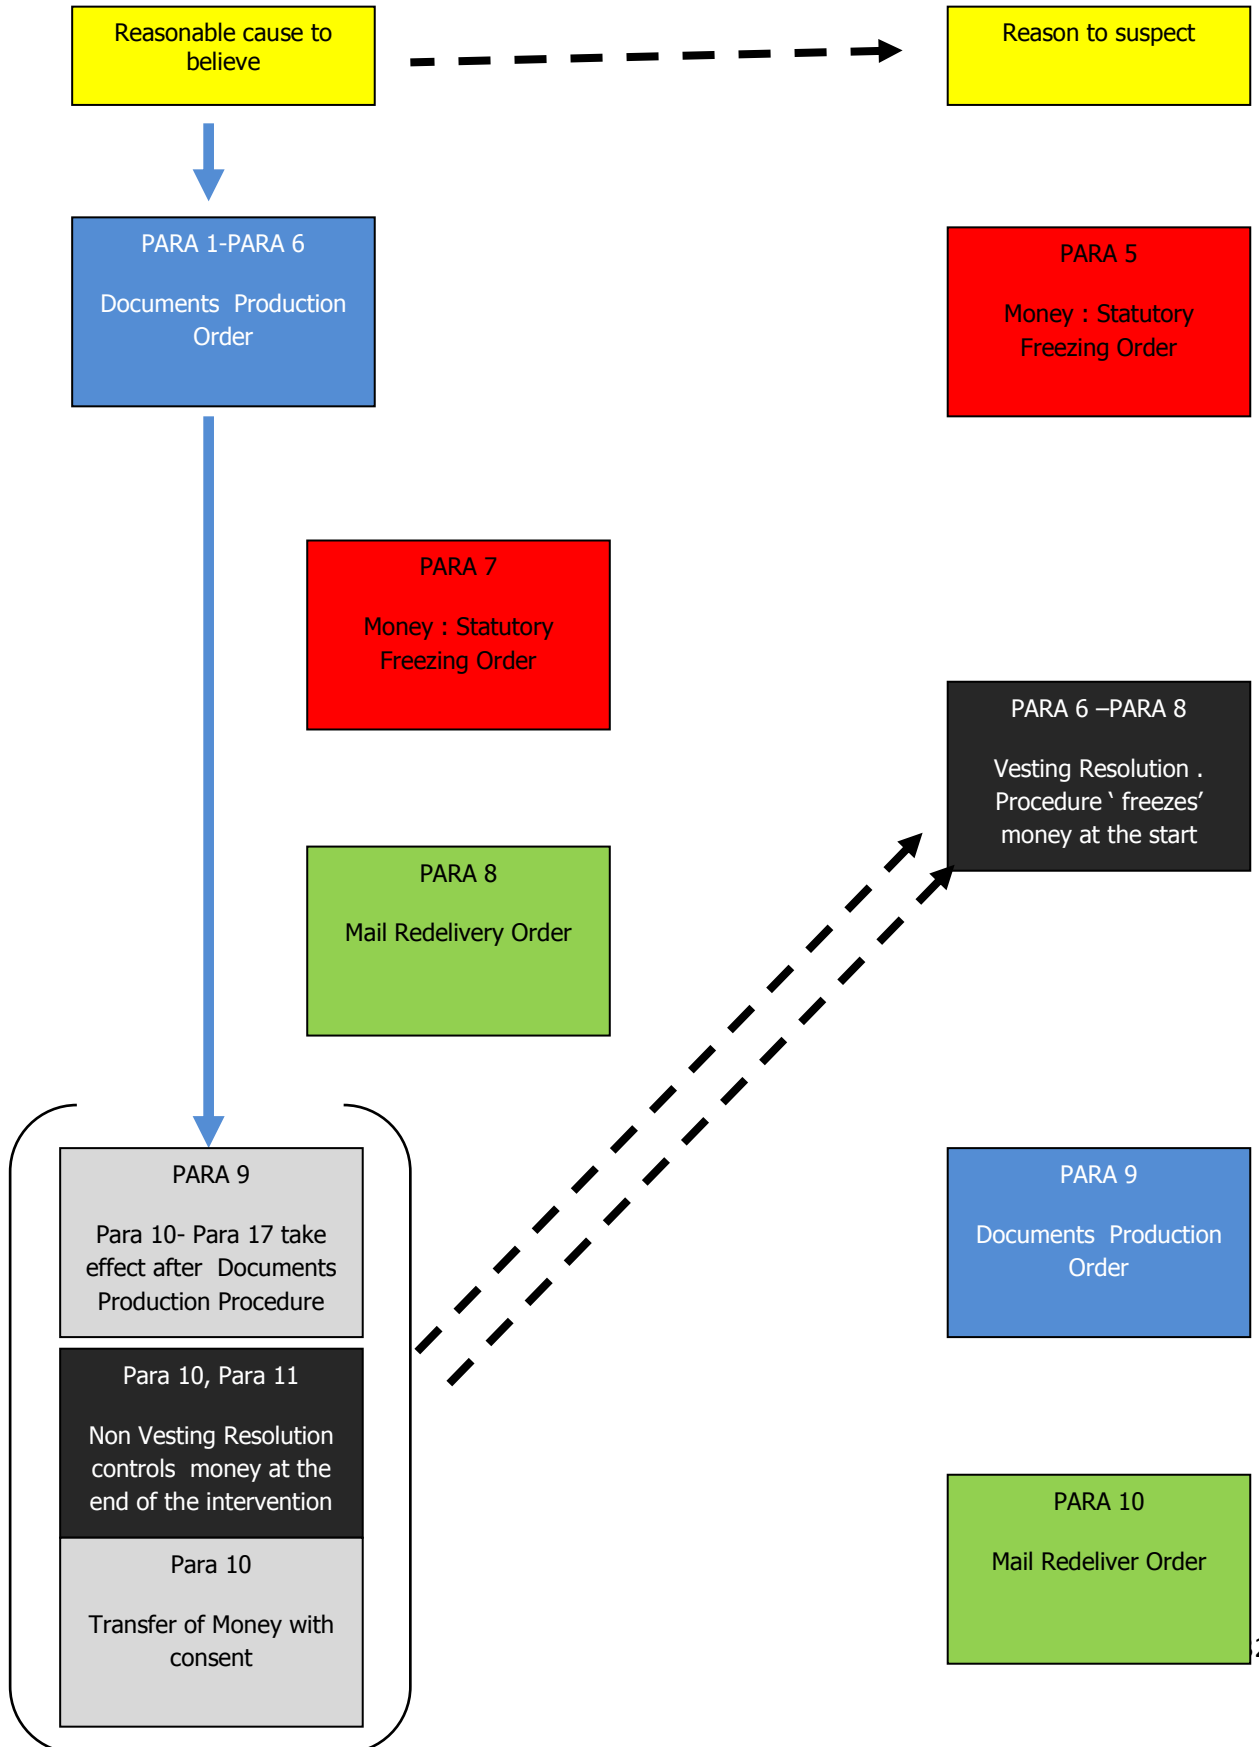 Reasonable cause to
believe
Reason to suspect
PARA 1-PARA 6
Documents  Production
Order
PARA 5
Money : Statutory
Freezing Order
PARA 7
Money : Statutory
Freezing Order
PARA 6 –PARA 8
Vesting Resolution .
Procedure ‘ freezes’
money at the start
PARA 8
Mail Redelivery Order
PARA 9
Para 10- Para 17 take
effect after  Documents
Production Procedure
PARA 9
Documents  Production
Order
Para 10, Para 11
Non Vesting Resolution
controls  money at the
end of the intervention
PARA 10
Mail Redeliver Order
Para 10
Transfer of Money with
consent